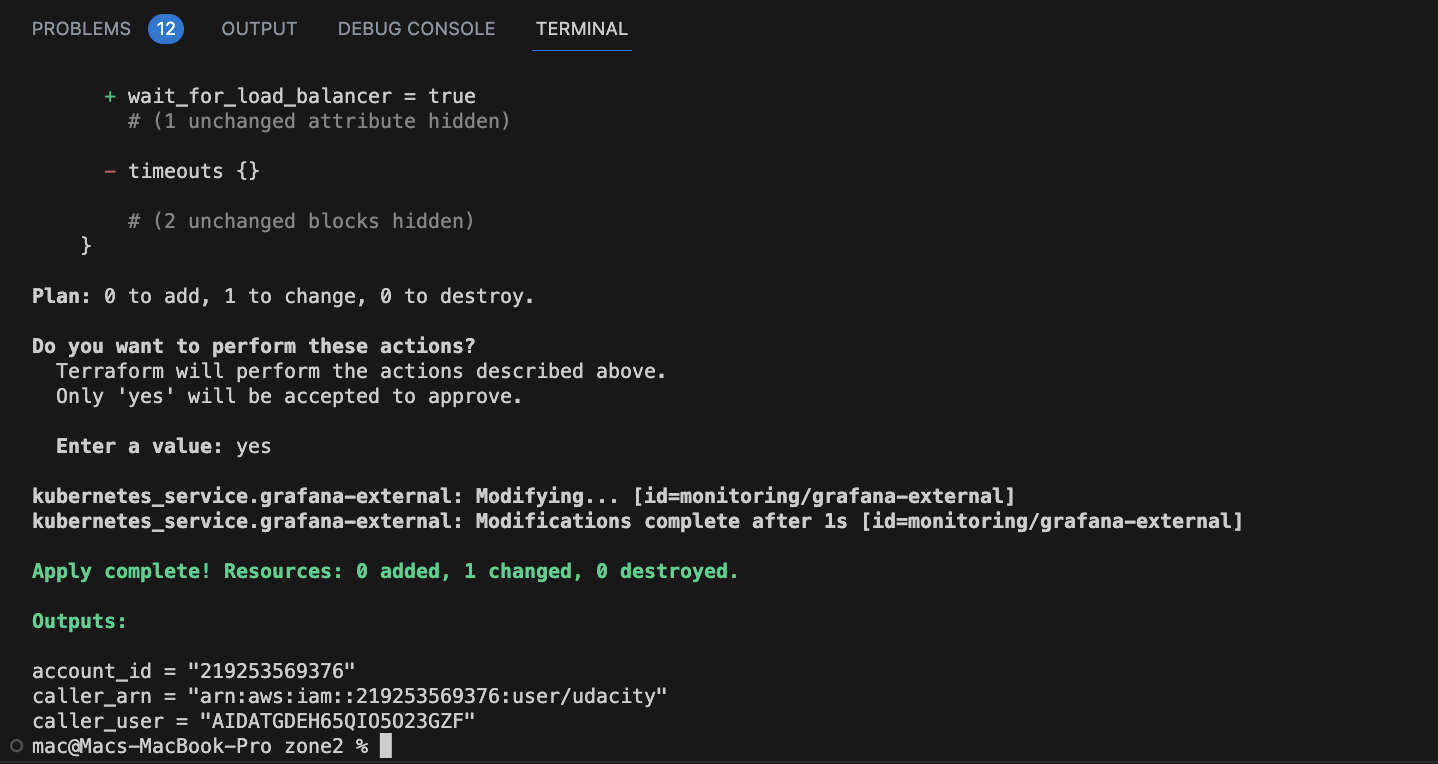 PROBLEMS 12 OUTPUT DEBUG CONSOLE TERMINAL
+ wait_for_load_balancer = true
# (1 unchanged attribute hidden)
- timeouts {}
# (2 unchanged blocks hidden)
}
Plan: 0 to add, 1 to change, 0 to destroy.
Do you want to perform these actions?
Terraform will perform the actions described above.
Only 'yes' will be accepted to approve.
Enter a value: yes
kubernetes_service.grafana-external: Modifying... [id=monitoring/grafana-external]
kubernetes_service.grafana-external: Modifications complete after 1s [id=monitoring/grafana-external]
Apply complete! Resources: 0 added, 1 changed, 0 destroyed.
Outputs:
account_id = "219253569376"
caller_arn = "arn:aws:iam::219253569376:user/udacity"
caller_user = "AIDATGDEH65QIO5O23GZF"
mac@Macs-MacBook-Pro zone2 %